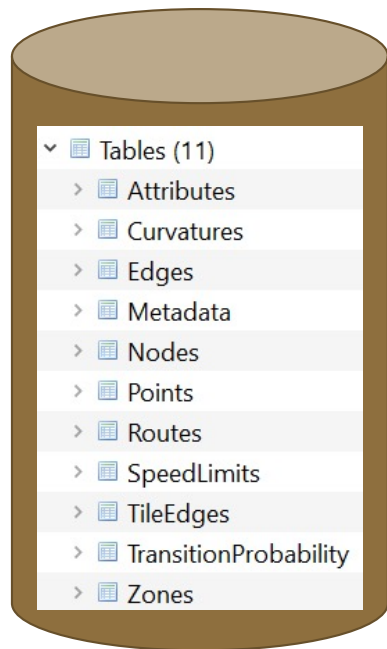 Tables (11)
Attributes
Curvatures
Edges
Metadata
Nodes
Points
Routes
SpeedLimits
TileEdges
TransitionProbability
Zones